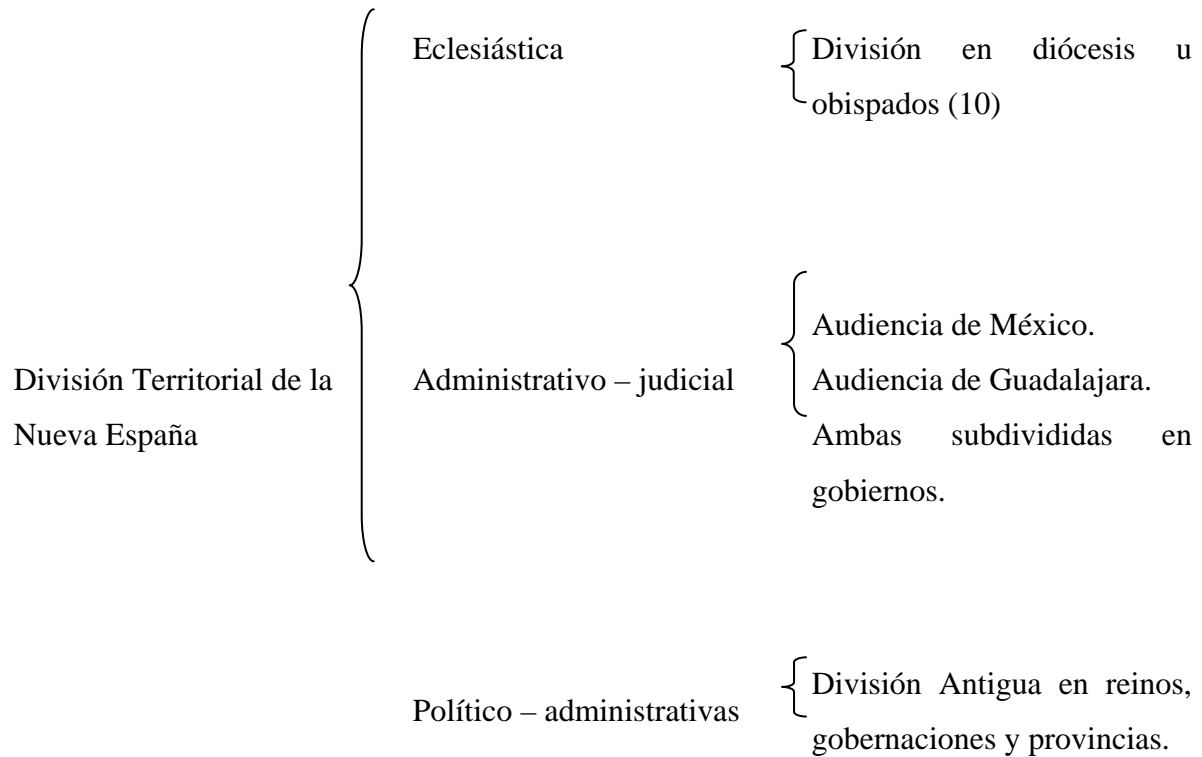 Eclesiástica
División en diócesis u
obispados (10)
División Territorial de la
Nueva España
Administrativo – judicial
Audiencia de México.
Audiencia de Guadalajara.
Ambas subdivididas en
gobiernos.
Político – administrativas
División Antigua en reinos,
gobernaciones y provincias.